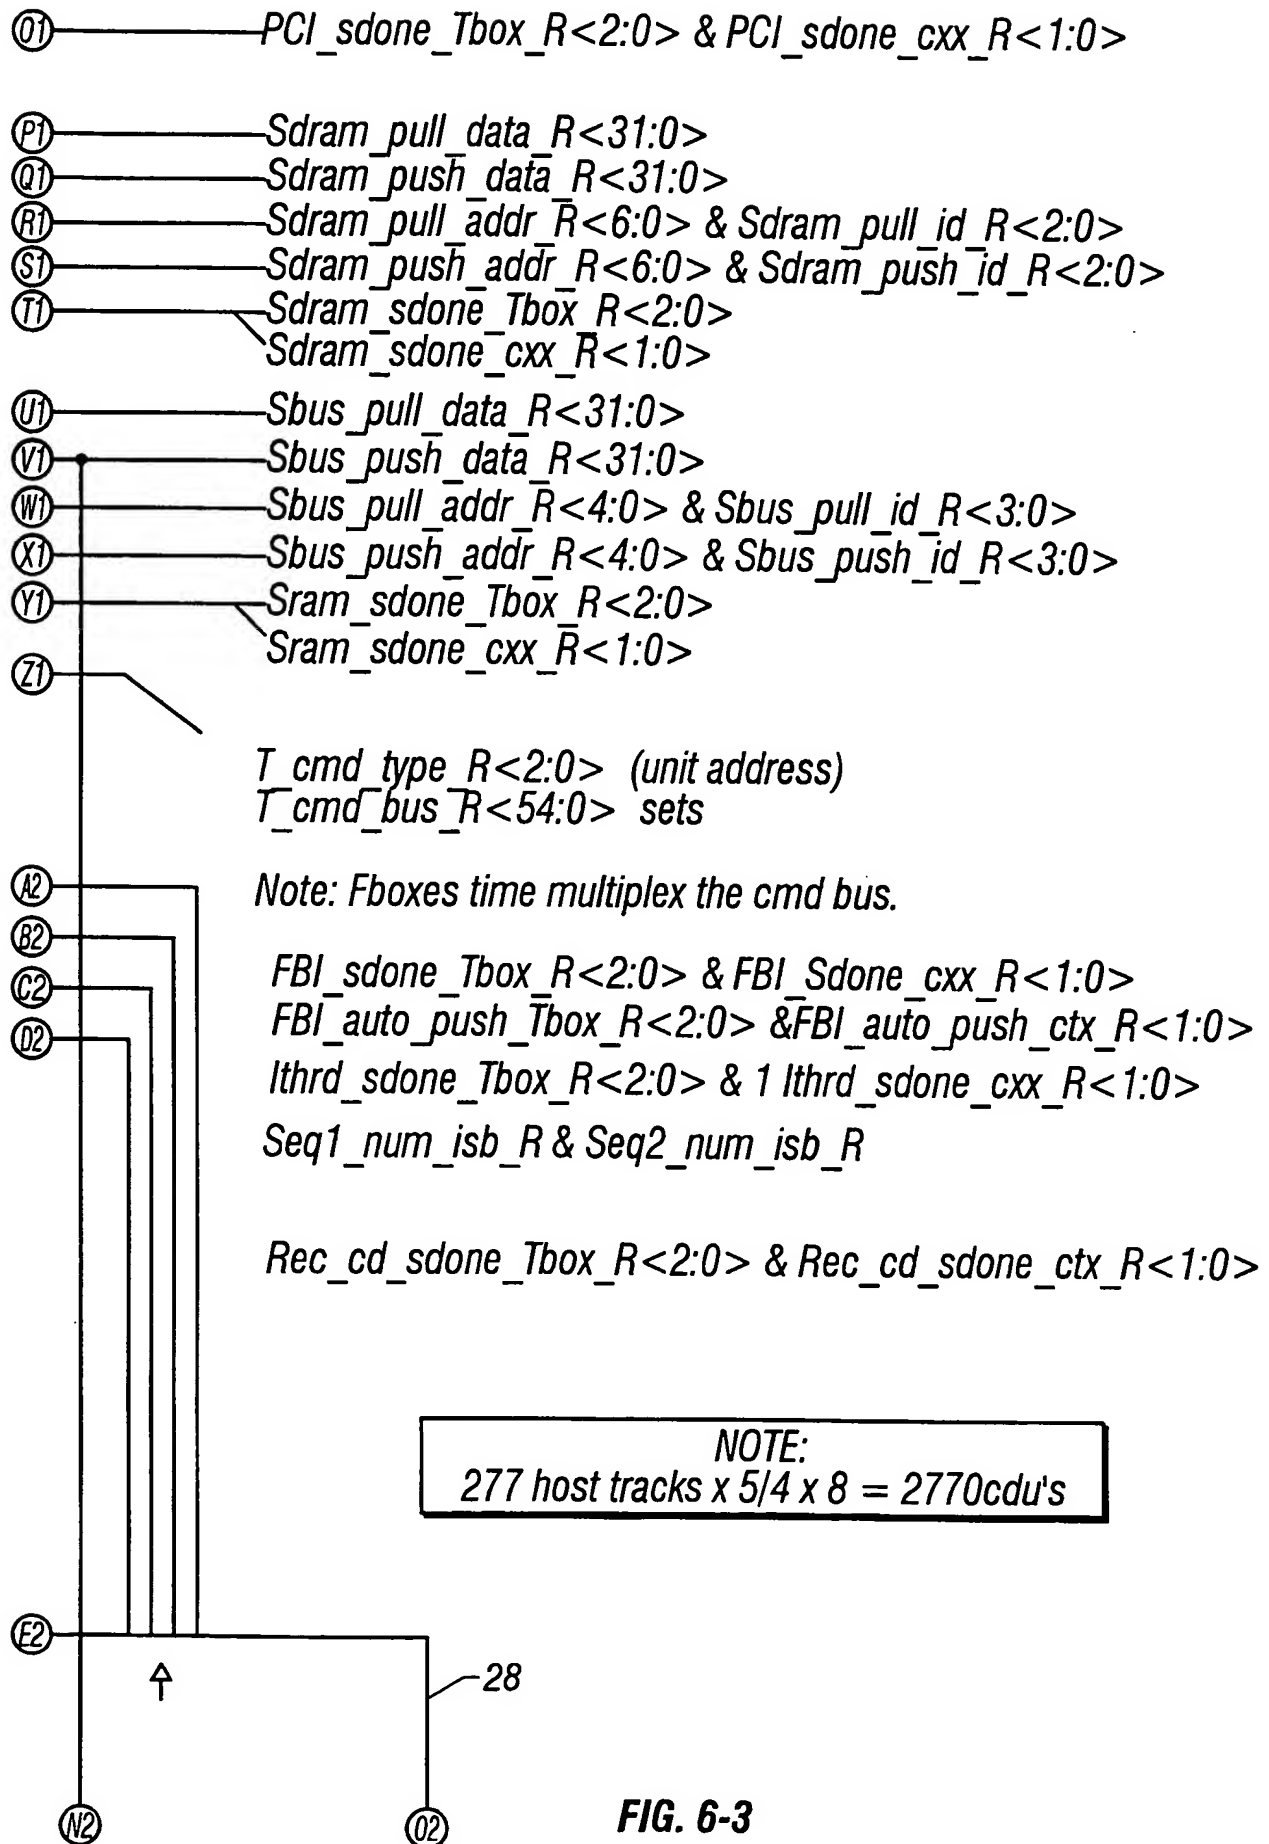 O1 PCI_sdone_Tbox_R<2:0> & PCI_sdone_cxx_R<1:0>
P1 Sdram_pull_data_R<31:0>
Q1 Sdram_push_data_R<31:0>
R1 Sdram_pull_addr_R<6:0> & Sdram_pull_id_R<2:0>
S1 Sdram_push_addr_R<6:0> & Sdram_push_id_R<2:0>
T1 Sdram_sdone_Tbox_R<2:0>
Sdram_sdone_cxx_R<1:0>
U1 Sbus_pull_data_R<31:0>
V1 Sbus_push_data_R<31:0>
W1 Sbus_pull_addr_R<4:0> & Sbus_pull_id_R<3:0>
X1 Sbus_push_addr_R<4:0> & Sbus_push_id_R<3:0>
Y1 Sram_sdone_Tbox_R<2:0>
Sram_sdone_cxx_R<1:0>
Z1
T_cmd_type_R<2:0> (unit address)
T_cmd_bus_R<54:0> sets
A2 Note: Fboxes time multiplex the cmd bus.
B2
FBI_sdone_Tbox_R<2:0> & FBI_Sdone_cxx_R<1:0>
C2
FBI_auto_push_Tbox_R<2:0> &FBI_auto_push_ctx_R<1:0>
D2
Ithrd_sdone_Tbox_R<2:0> & 1 Ithrd_sdone_cxx_R<1:0>
Seq1_num_isb_R & Seq2_num_isb_R
Rec_cd_sdone_Tbox_R<2:0> & Rec_cd_sdone_ctx_R<1:0>
NOTE:
277 host tracks x 5/4 x 8 = 2770cdu's
E2
28
N2 O2 FIG. 6-3